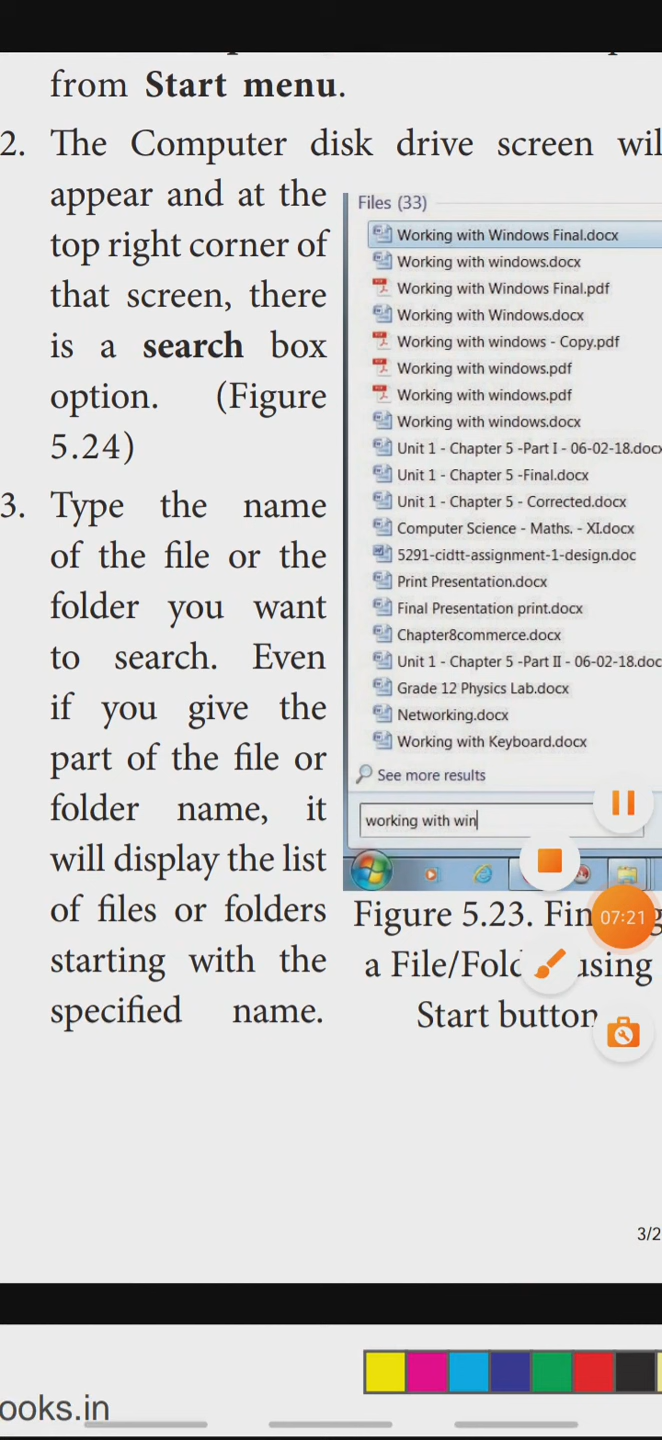 from Start menu.
2. The Computer disk drive screen wil
appear and at the
top right corner of
that screen, there
is a search box
option. (Figure
5.24)
3. Type the name
of the file or the
folder you want
to search. Even
if you give the
part of the file or
folder name, it
will display the list
of files or folders
starting with the
specified name.
Files (33)
Working with Windows Final.docx
Working with windows.docx
Working with Windows Final.pdf
Working with Windows.docx
Working with windows - Copy.pdf
Working with windows.pdf
Working with windows.pdf
Working with windows.docx
Unit 1 - Chapter 5 -Part I - 06-02-18.docx
Unit 1 - Chapter 5 -Final.docx
Unit 1 - Chapter 5 - Corrected.docx
Computer Science - Maths. - XI.docx
5291-cidtt-assignment-1-design.doc
Print Presentation.docx
Final Presentation print.docx
Chapter8commerce.docx
Unit 1 - Chapter 5 -Part II - 06-02-18.doc
Grade 12 Physics Lab.docx
Networking.docx
Working with Keyboard.docx
See more results
working with win
Figure 5.23. Fin
a File/Fold using
Start button
07:21
3/2
ooks.in